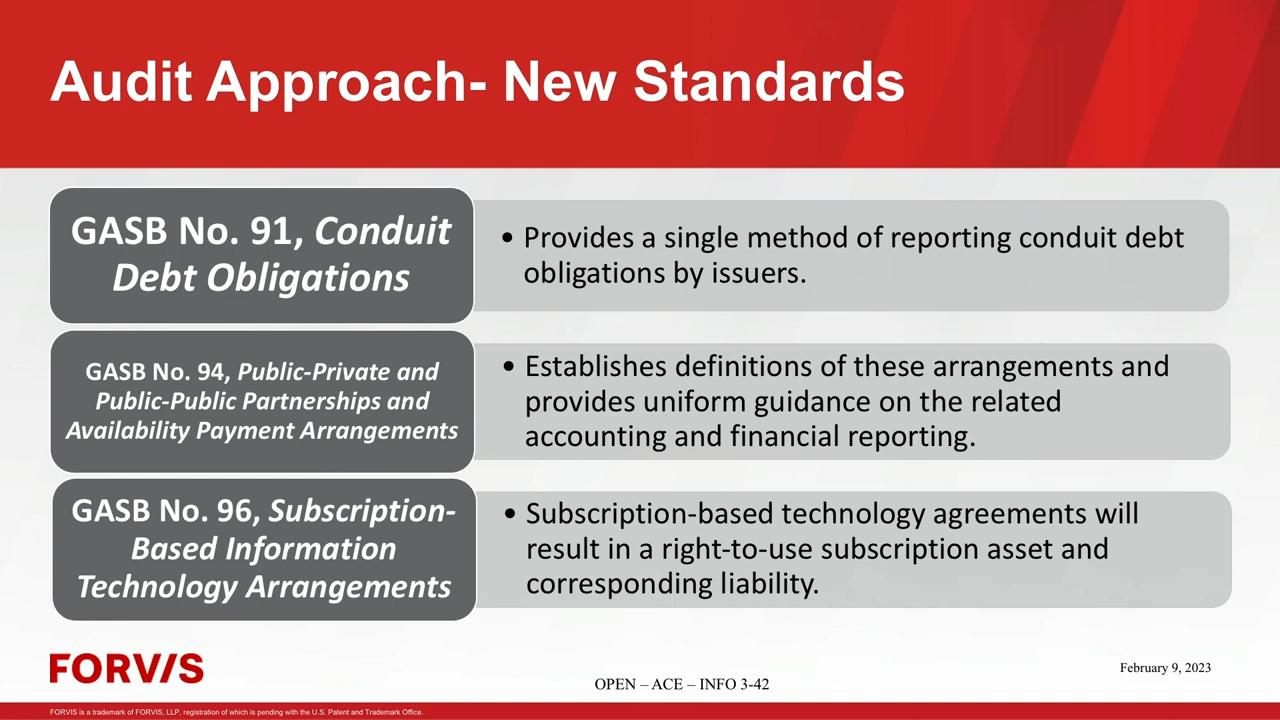 Audit Approach- New Standards
GASB No. 91, Conduit
Debt Obligations
• Provides a single method of reporting conduit debt
obligations by issuers.
GASB No. 94, Public-Private and
Public-Public Partnerships and
Availability Payment Arrangements
• Establishes definitions of these arrangements and
provides uniform guidance on the related
accounting and financial reporting.
GASB No. 96, Subscription-
Based Information
Technology Arrangements
• Subscription-based technology agreements will
result in a right-to-use subscription asset and
corresponding liability.
FORVIS
OPEN – ACE – INFO 3-42
February 9, 2023
FORVIS is a trademark of FORVIS, LLP, registration of which is pending with the U.S. Patent and Trademark Office.